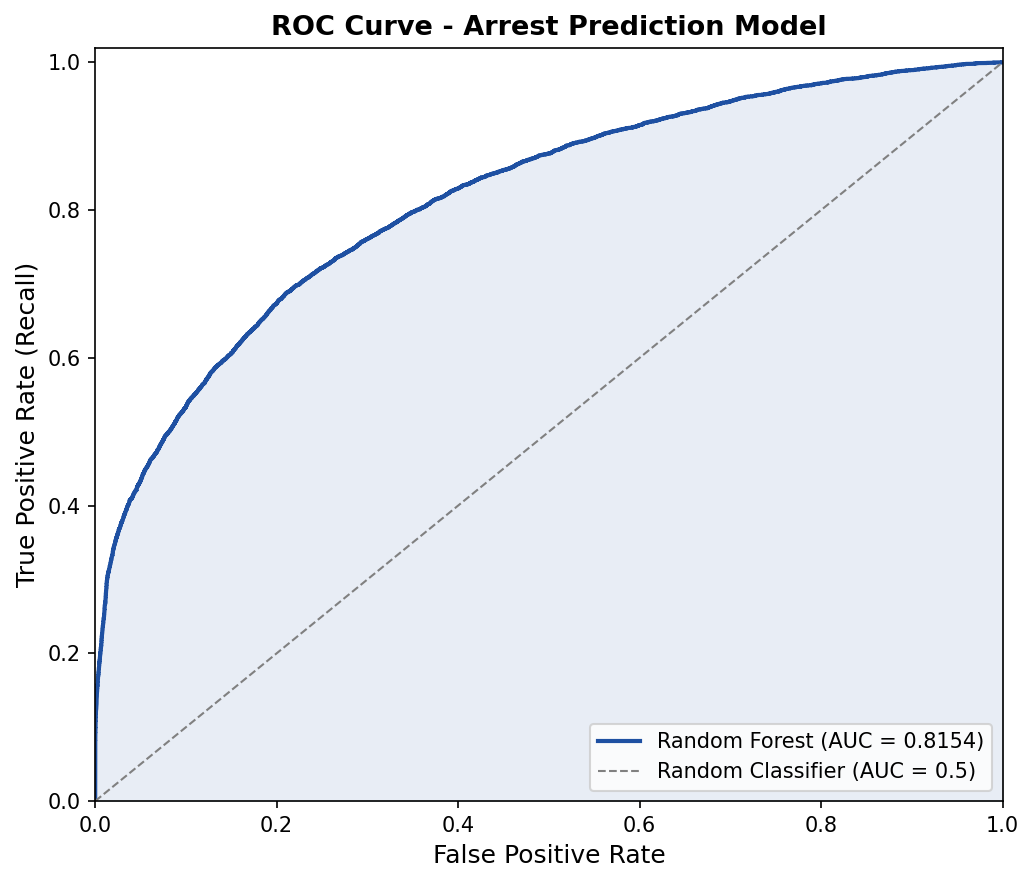 ROC Curve - Arrest Prediction Model
True Positive Rate (Recall)
1.0
0.8
0.6
0.4
0.2
0.0
0.0
0.2
0.4
0.6
0.8
1.0
False Positive Rate
Random Forest (AUC = 0.8154)
Random Classifier (AUC = 0.5)